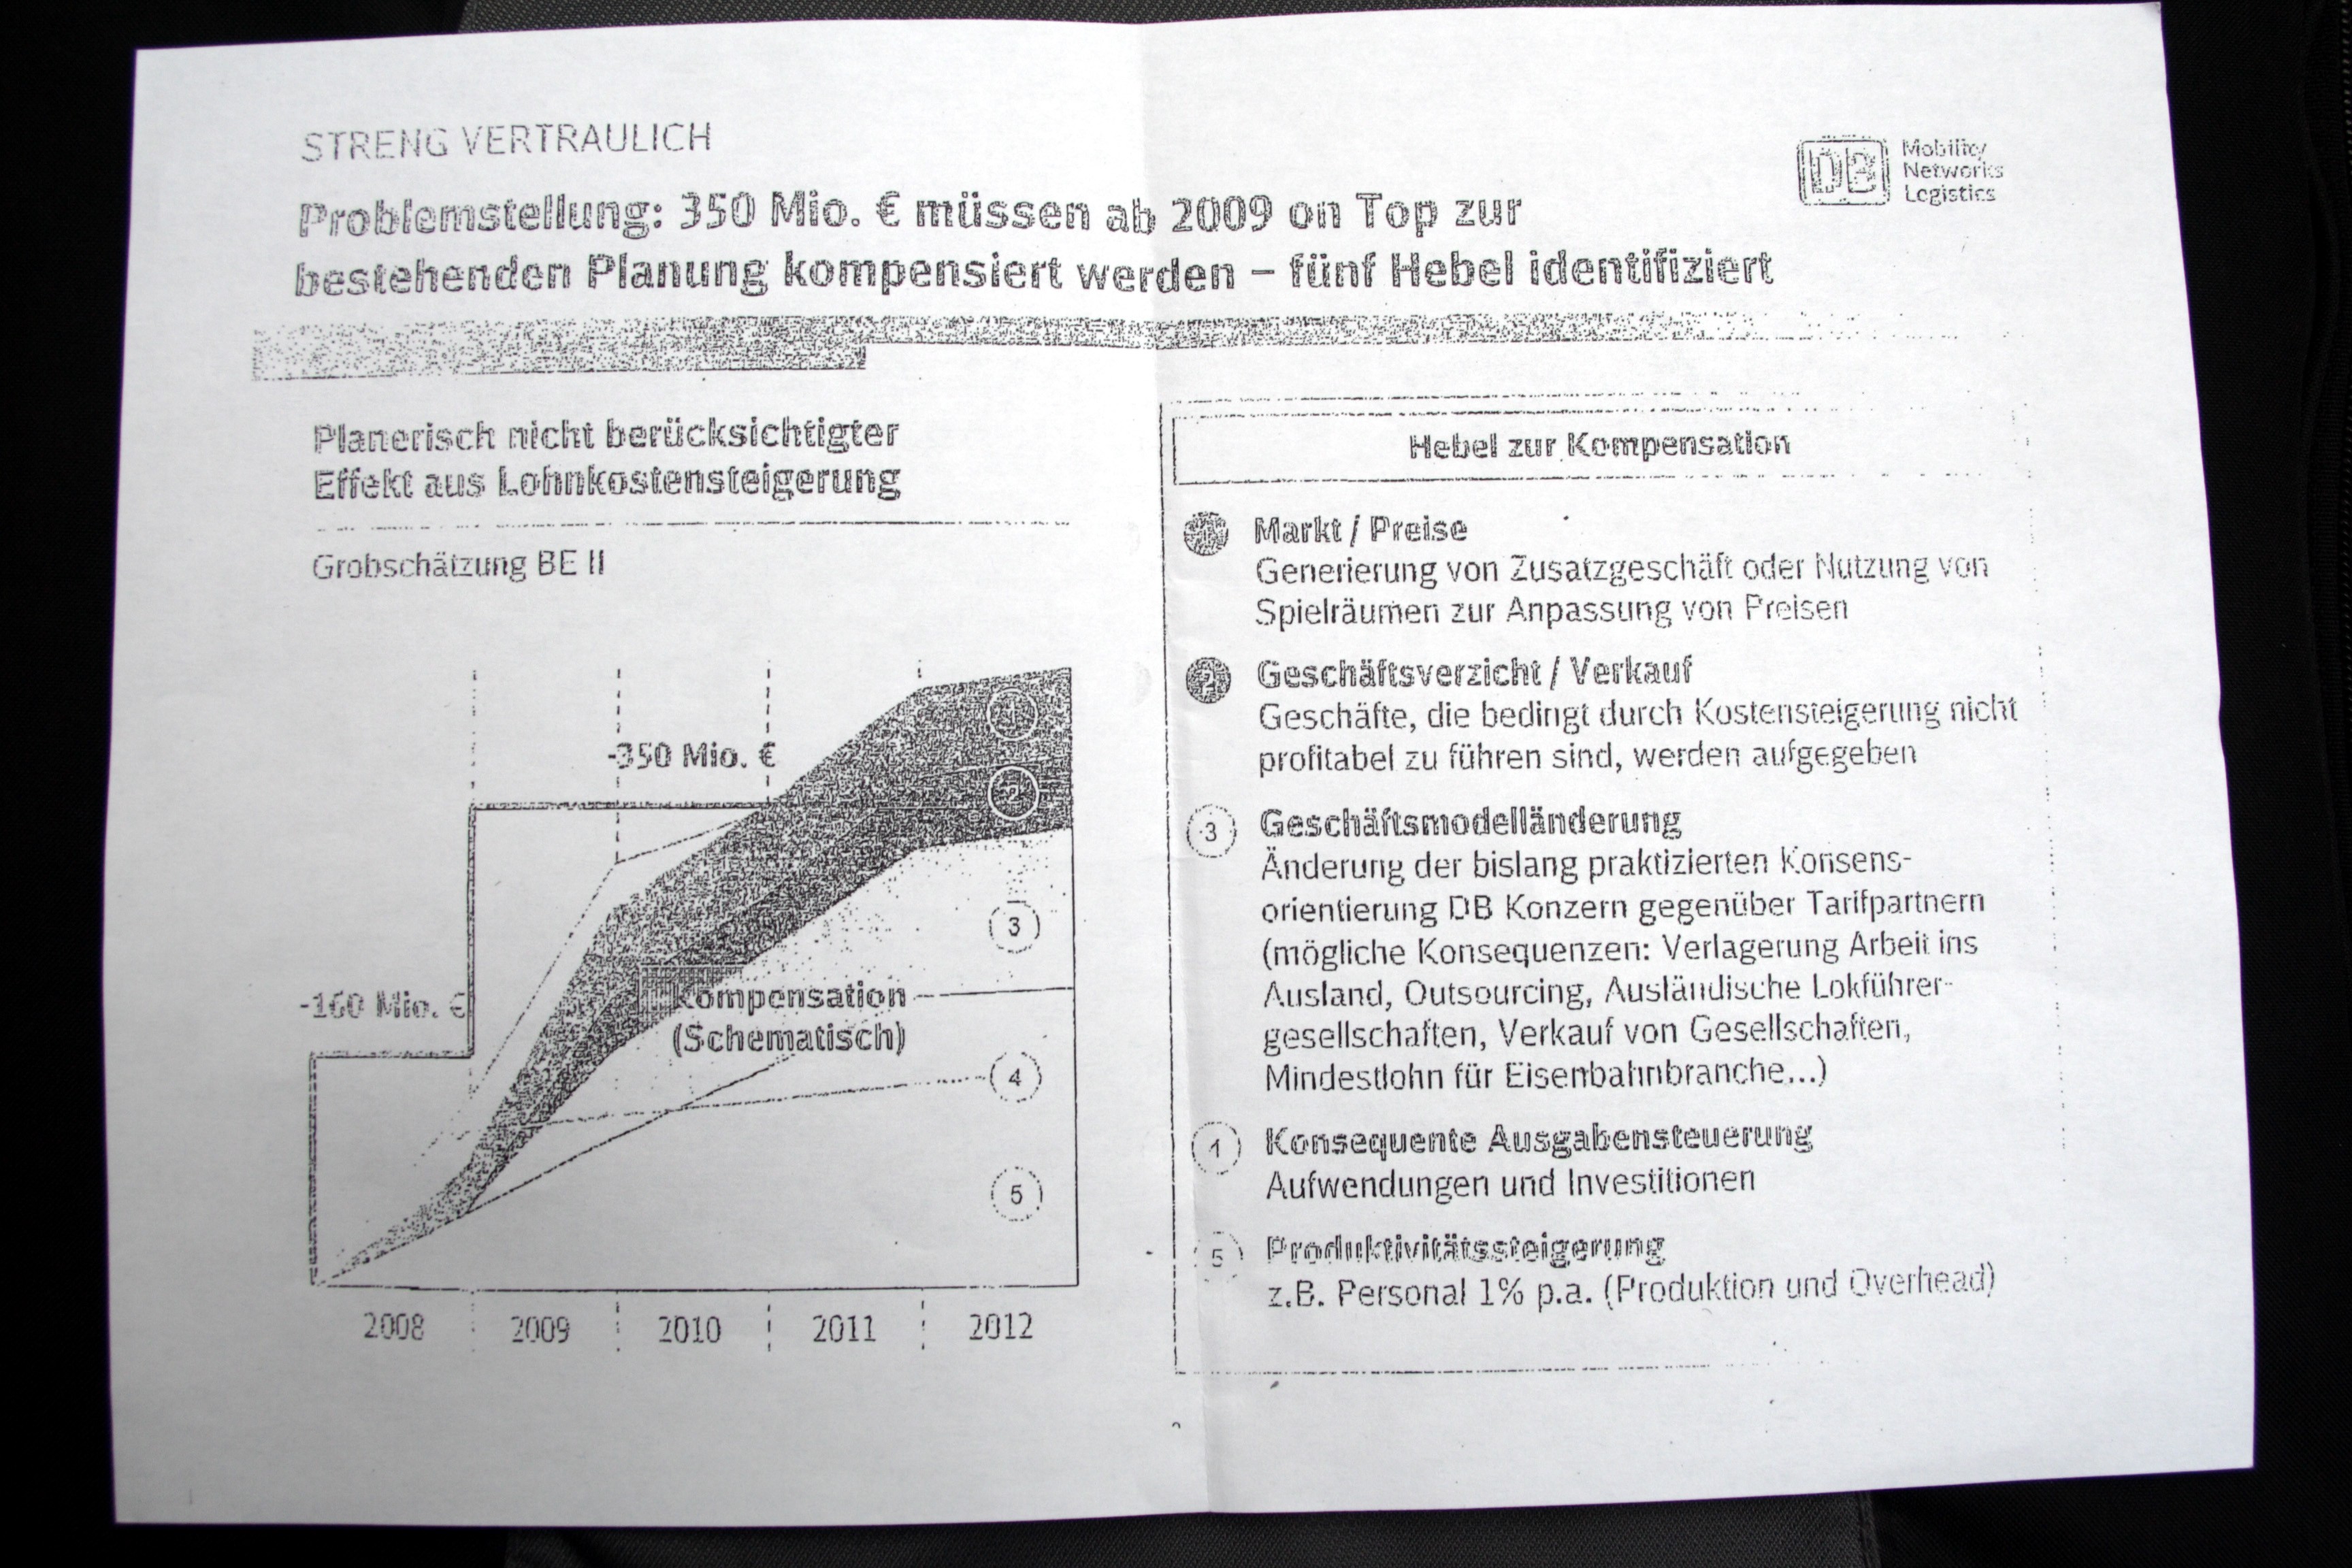 STRENG VERTRAULICH
DB Mobility
Networks
Logistics
Problemstellung: 350 Mio. € müssen ab 2009 on Top zur
bestehenden Planung kompensiert werden – fünf Hebel identifiziert
Planerisch nicht berücksichtigter
Effekt aus Lohnkostensteigerung
Grobschätzung BE II
-350 Mio. €
-160 Mio. €
1
2
3
Kompensation
(Schematisch)
4
5
2008 2009 2010 2011 2012
Hebel zur Kompensation
1 Markt / Preise
Generierung von Zusatzgeschäft oder Nutzung von
Spielräumen zur Anpassung von Preisen
2 Geschäftsverzicht / Verkauf
Geschäfte, die bedingt durch Kostensteigerung nicht
profitabel zu führen sind, werden aufgegeben
3 Geschäftsmodelländerung
Änderung der bislang praktizierten Konsens-
orientierung DB Konzern gegenüber Tarifpartnern
(mögliche Konsequenzen: Verlagerung Arbeit ins
Ausland, Outsourcing, Ausländische Lokführer-
gesellschaften, Verkauf von Gesellschaften,
Mindestlohn für Eisenbahnbranche...)
4 Konsequente Ausgabensteuerung
Aufwendungen und Investitionen
5 Produktivitätssteigerung
z.B. Personal 1% p.a. (Produktion und Overhead)